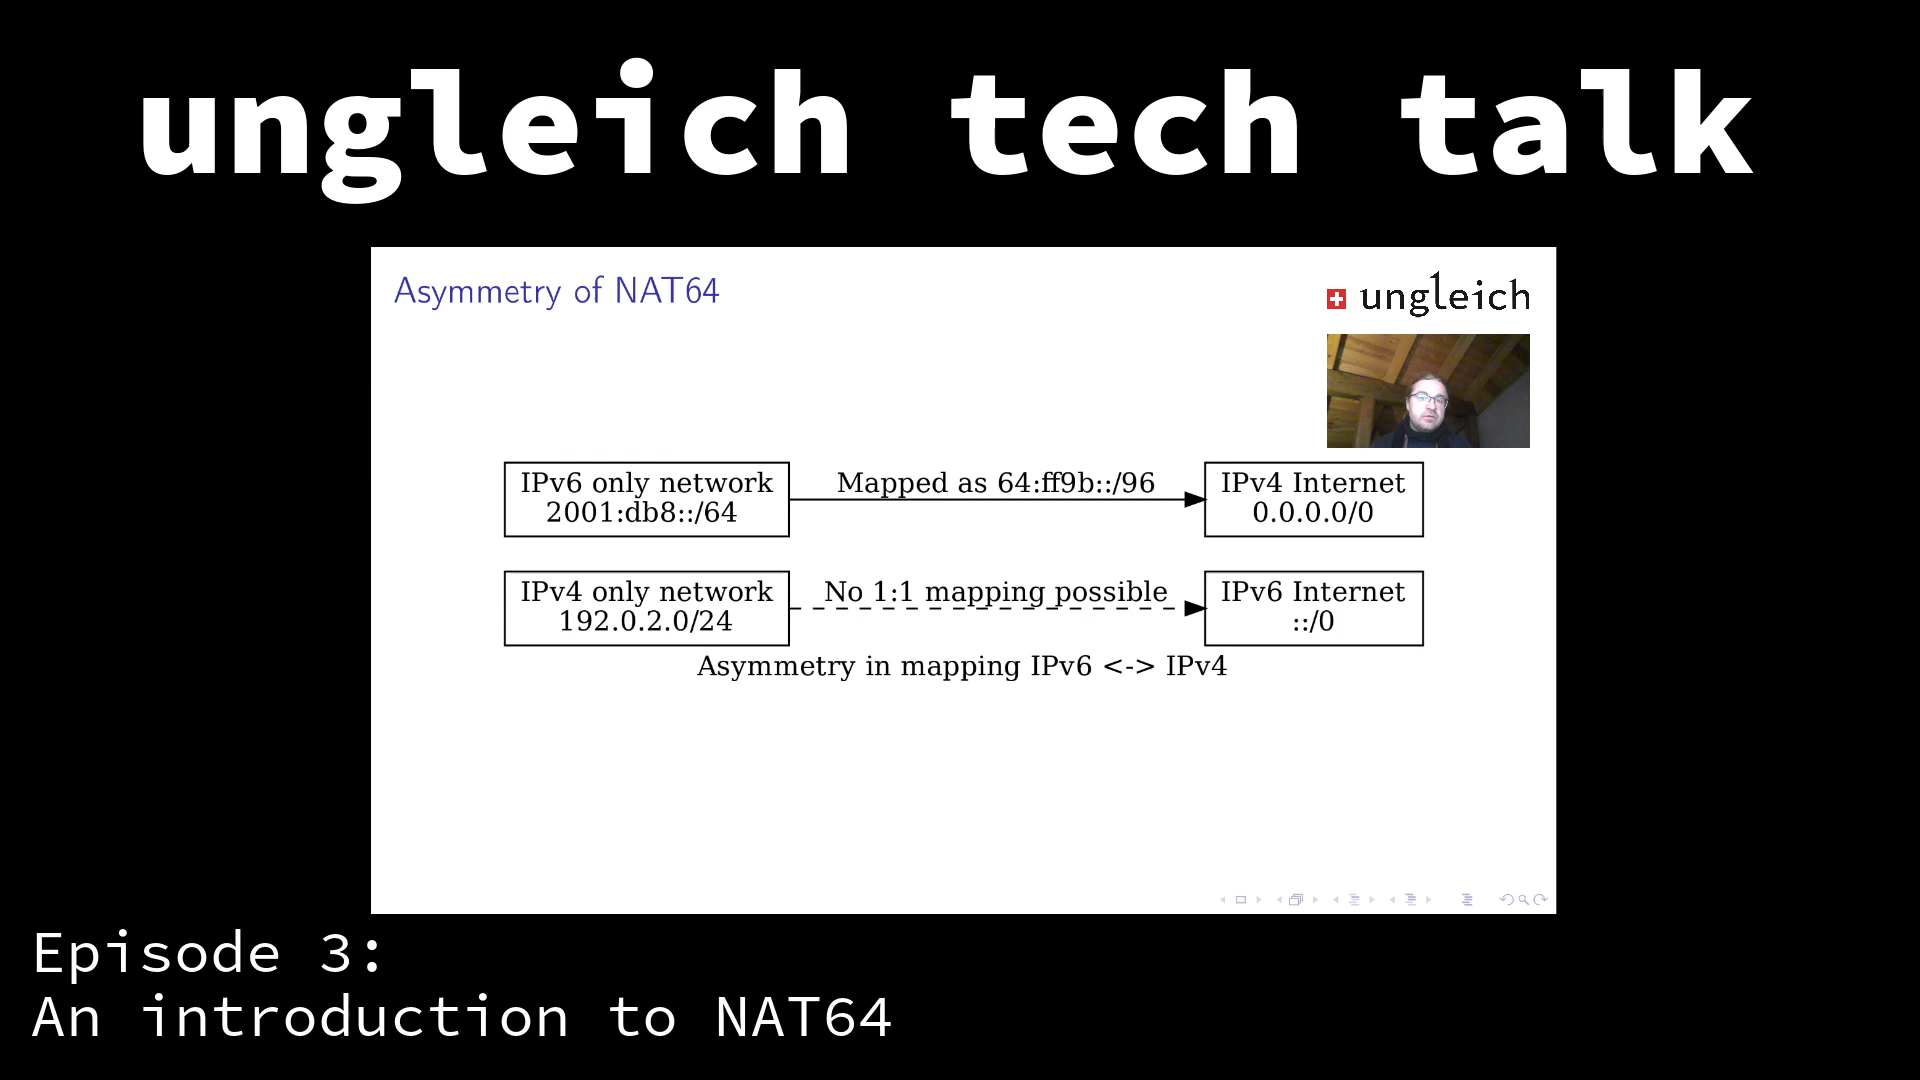 ungleich tech talk
Asymmetry of NAT64
ungleich
IPv6 only network
2001:db8::/64
Mapped as 64:ff9b::/96
IPv4 Internet
0.0.0.0/0
IPv4 only network
192.0.2.0/24
No 1:1 mapping possible
IPv6 Internet
::/0
Asymmetry in mapping IPv6 <-> IPv4
Episode 3:
An introduction to NAT64